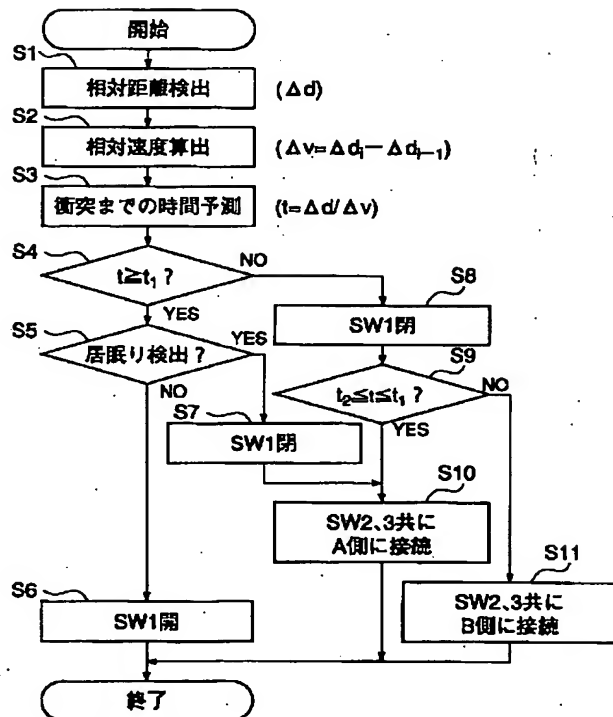 開始
S1
相対距離検出
(Δd)
S2
相対速度算出
(Δv=Δdi−Δdi−1)
S3
衝突までの時間予測
(t=Δd/Δv)
S4
t≧t1 ?
NO
YES
S5
居眠り検出?
YES
NO
S8
SW1閉
S9
t2≦t≦t1 ?
NO
YES
S7
SW1閉
S10
SW2、3共に
A側に接続
S11
SW2、3共に
B側に接続
S6
SW1開
終了